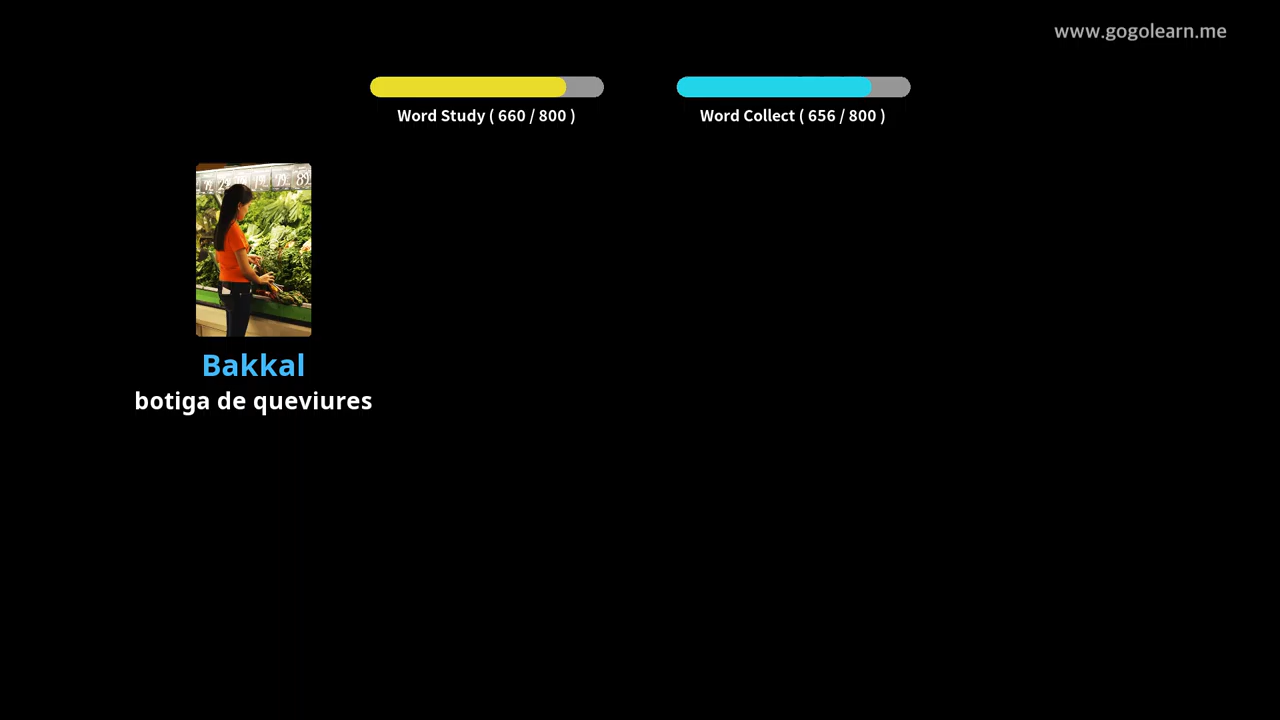 www.gogolearn.me
Word Study ( 660 / 800 )
Word Collect ( 656 / 800 )
Bakkal
botiga de queviures